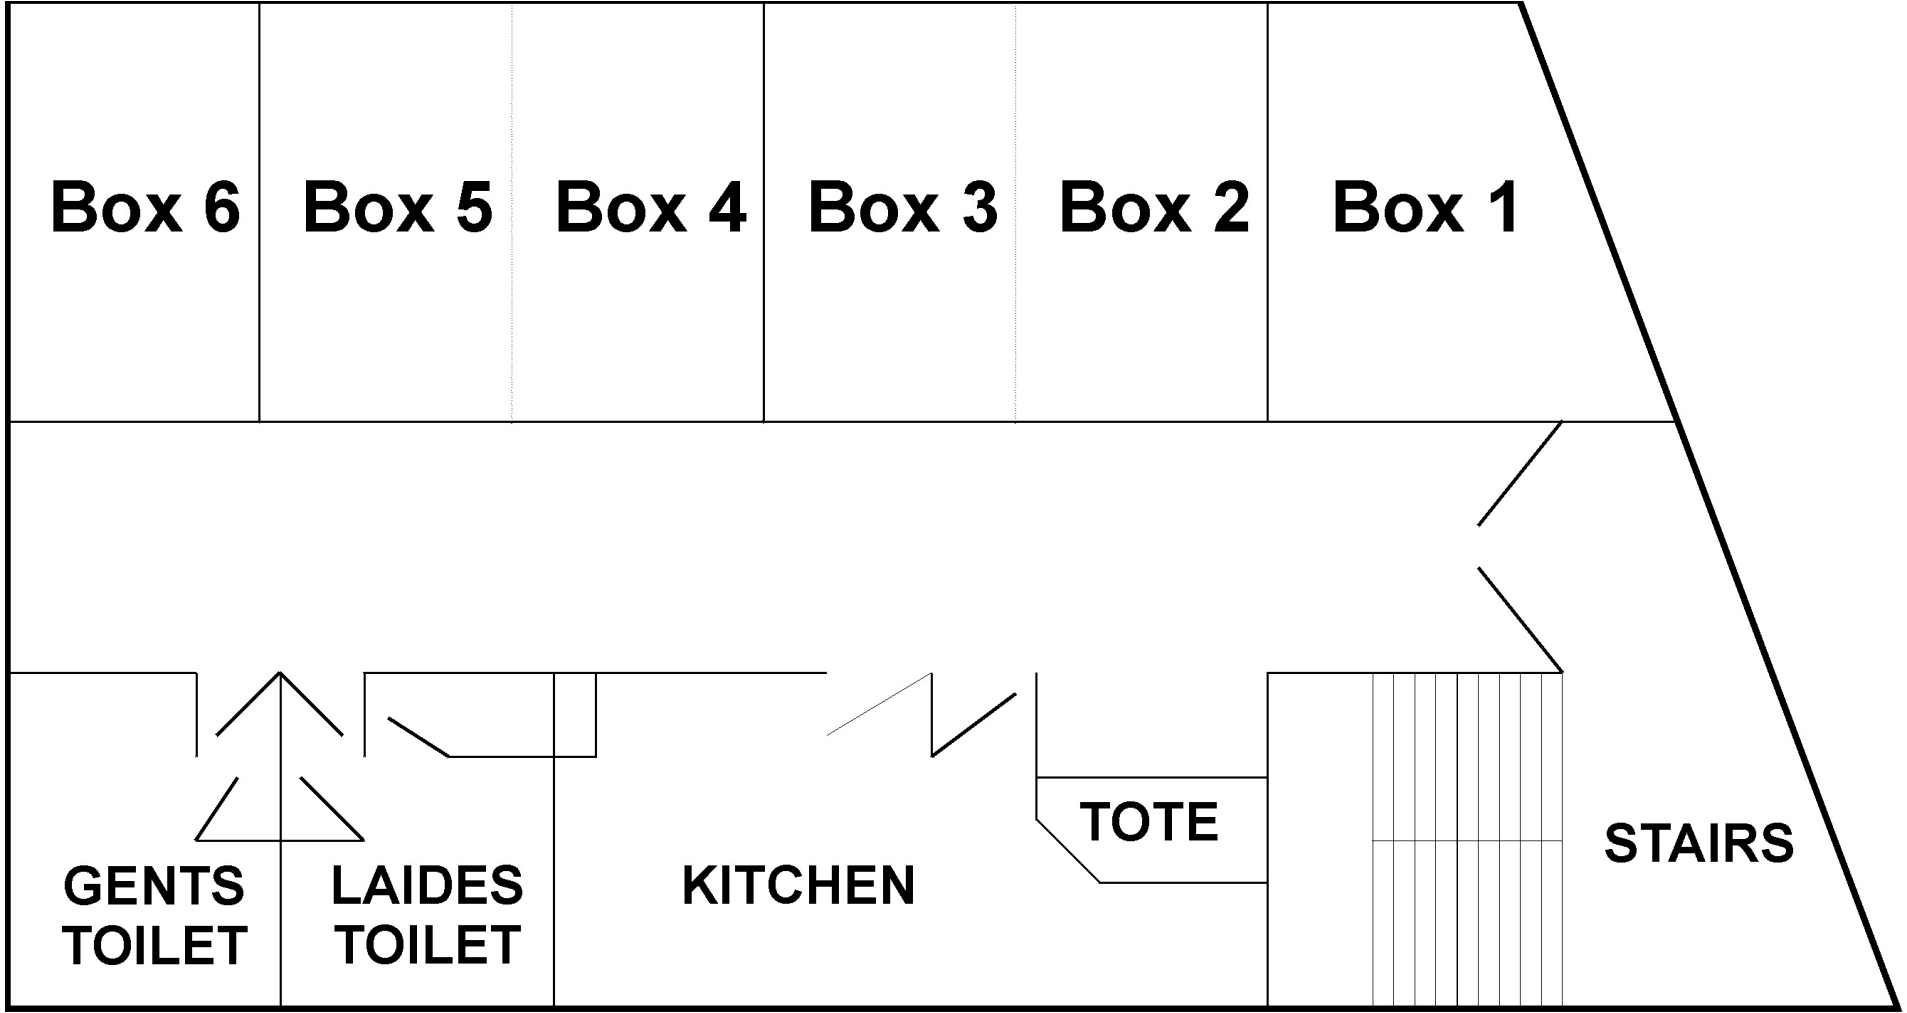 Box 6 Box 5 Box 4 Box 3 Box 2 Box 1
TOTE
STAIRS
GENTS
TOILET
LAIDES
TOILET
KITCHEN